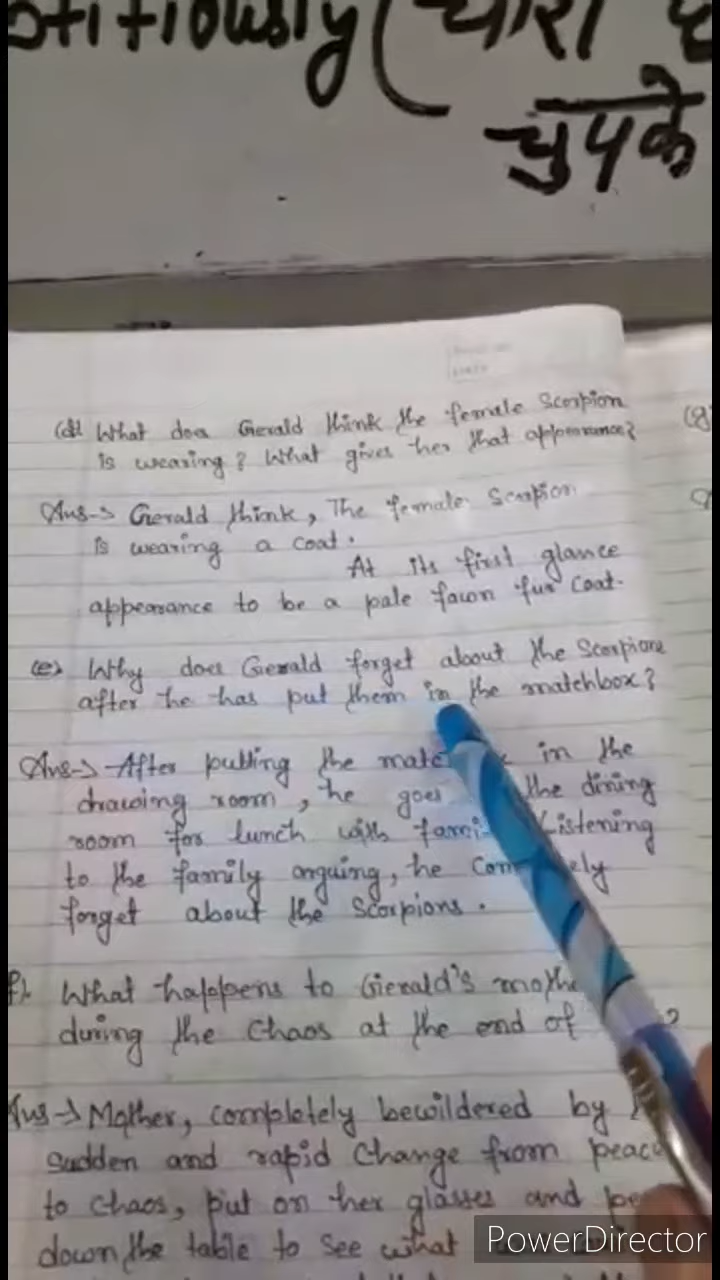 stitiously (चोरी
चुपके
(d) What does Gerald think the female Scorpion
is wearing? What gives her that appearance?
Ans-> Gerald think, The female Scorpion
is wearing a coat.
At its first glance
appearance to be a pale fawn fur coat.
(e) Why does Gerald forget about the Scorpions
after he has put them in the matchbox?
Ans-> After putting the in the
drawing room, he goes the dining
room for lunch with Listening
to the family arguing, he
forget about the Scorpions.
f). What happens to Gerald's
during the Chaos at the end of ?
Ans-> Mother, completely bewildered by
sudden and rapid Change from
to chaos, put on her glasses and
down the table to see what
(g)
PowerDirector